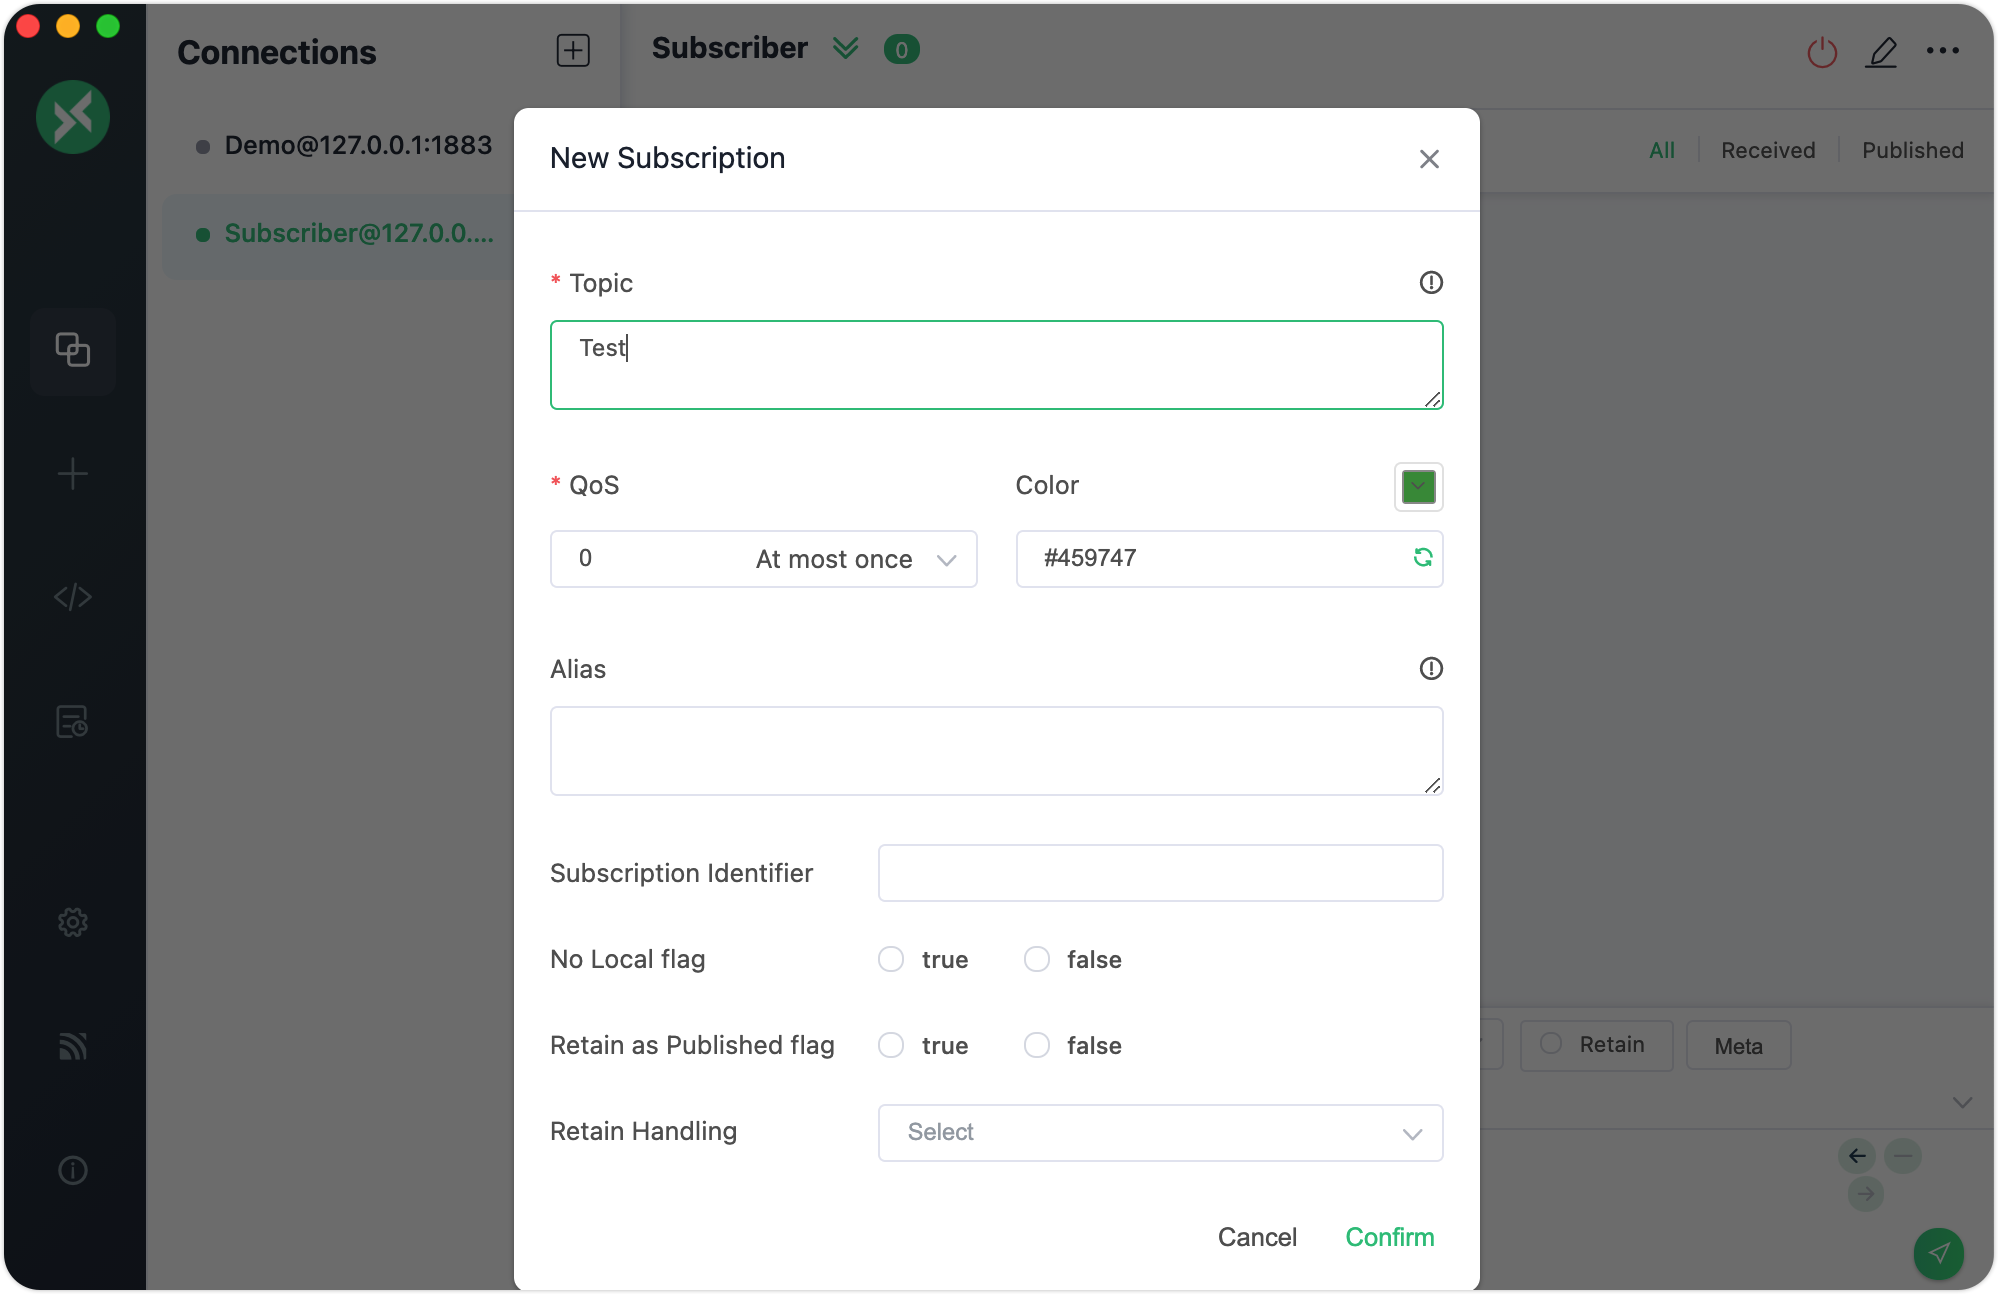 Connections
Subscriber 0
Demo@127.0.0.1:1883
Subscriber@127.0.0....
All Received Published
New Subscription
* Topic
Test
* QoS Color
0 At most once #459747
Alias
Subscription Identifier
No Local flag true false
Retain as Published flag true false
Retain Handling Select
Retain Meta
Cancel Confirm